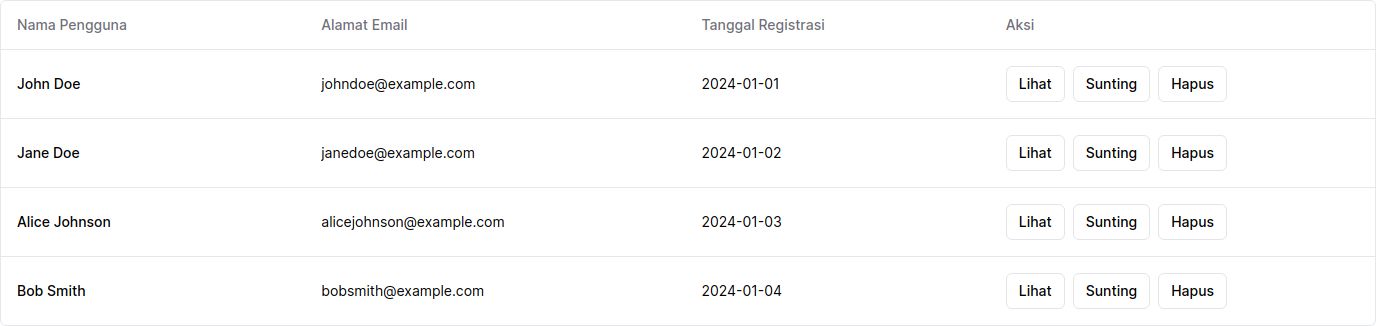 Nama Pengguna Alamat Email Tanggal Registrasi Aksi
John Doe johndoe@example.com 2024-01-01 Lihat Sunting Hapus
Jane Doe janedoe@example.com 2024-01-02 Lihat Sunting Hapus
Alice Johnson alicejohnson@example.com 2024-01-03 Lihat Sunting Hapus
Bob Smith bobsmith@example.com 2024-01-04 Lihat Sunting Hapus